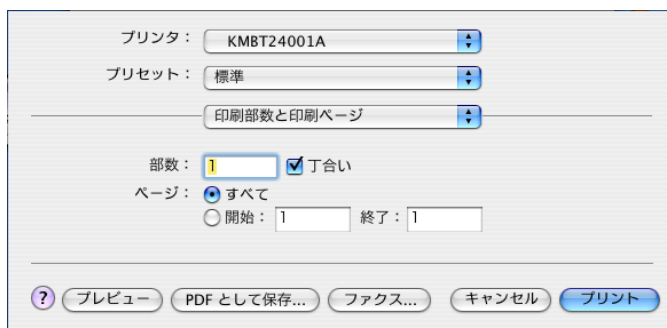 プリンタ： KMBT24001A
プリセット： 標準
印刷部数と印刷ページ
部数： 1 丁合い
ページ： すべて
開始： 1 終了： 1
? プレビュー PDF として保存... ファクス... キャンセル プリント